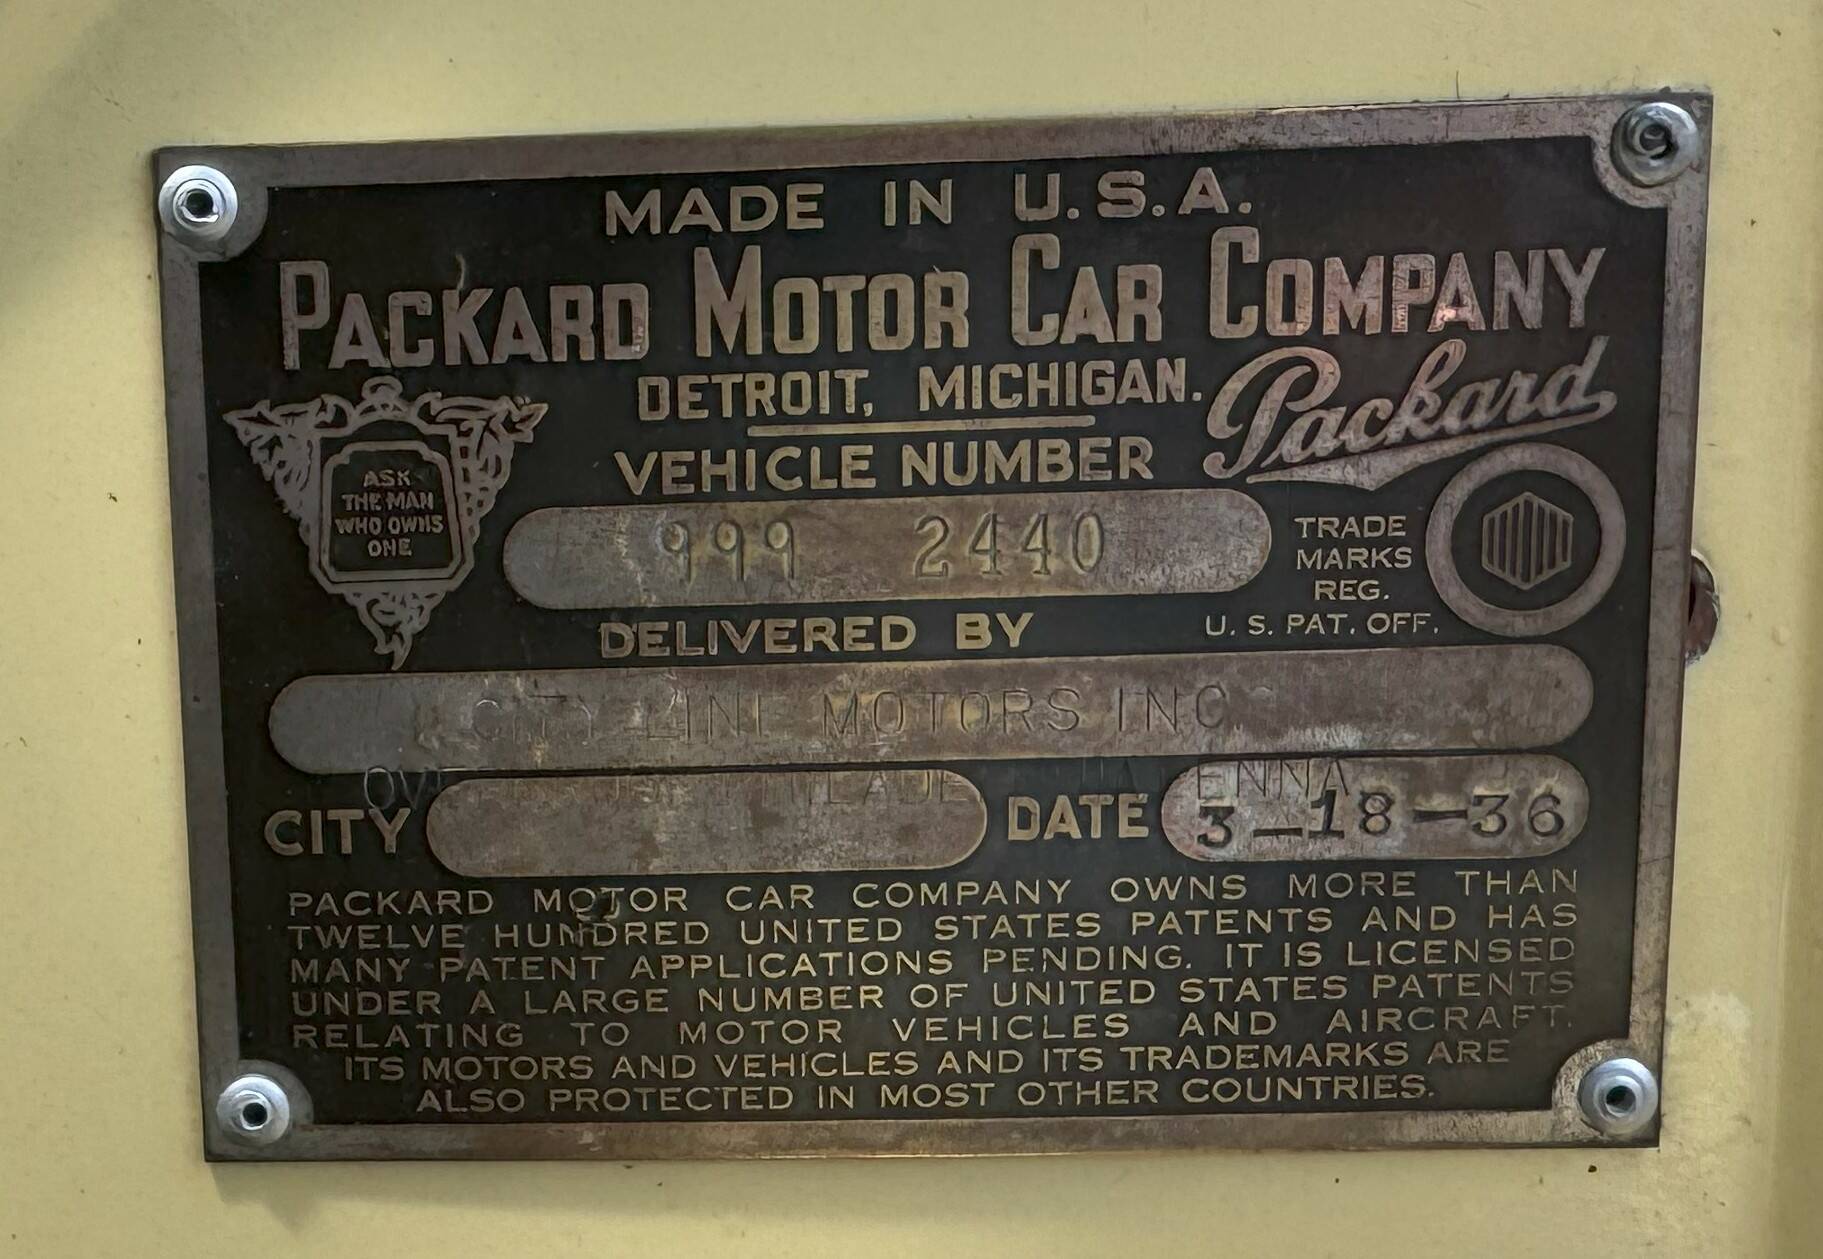 MADE IN U.S.A.
PACKARD MOTOR CAR COMPANY
DETROIT, MICHIGAN.
Packard
ASK
THE MAN
WHO OWNS
ONE
VEHICLE NUMBER
999 2440
TRADE
MARKS
REG.
U. S. PAT. OFF.
DELIVERED BY
CITY LINE MOTORS INC
PENNA
CITY
DATE 3-18-36
PACKARD MOTOR CAR COMPANY OWNS MORE THAN
TWELVE HUNDRED UNITED STATES PATENTS AND HAS
MANY PATENT APPLICATIONS PENDING. IT IS LICENSED
UNDER A LARGE NUMBER OF UNITED STATES PATENTS
RELATING TO MOTOR VEHICLES AND AIRCRAFT.
ITS MOTORS AND VEHICLES AND ITS TRADEMARKS ARE
ALSO PROTECTED IN MOST OTHER COUNTRIES.